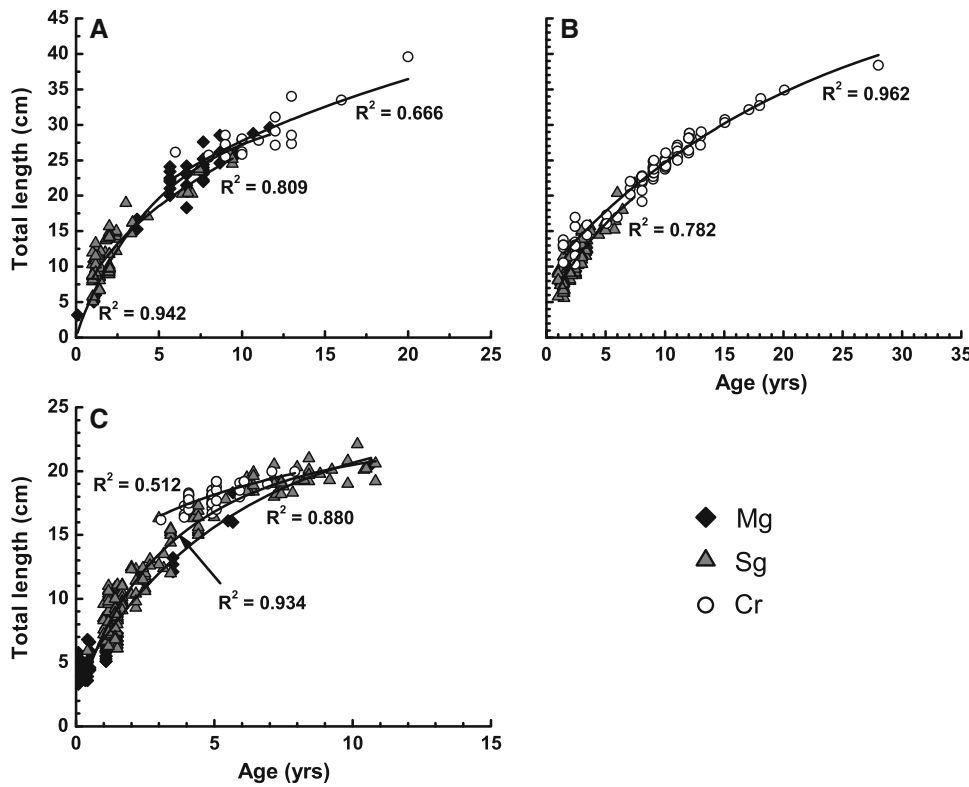 A
B
45
40
35
30
25
20
15
10
5
0
Total length (cm)
R² = 0.666
R² = 0.809
R² = 0.942
0 5 10 15 20 25
R² = 0.962
R² = 0.782
0 5 10 15 20 25 30 35
Age (yrs)
C
25
20
15
10
5
0
Total length (cm)
R² = 0.512
R² = 0.880
R² = 0.934
0 5 10 15
Age (yrs)
Mg
Sg
Cr